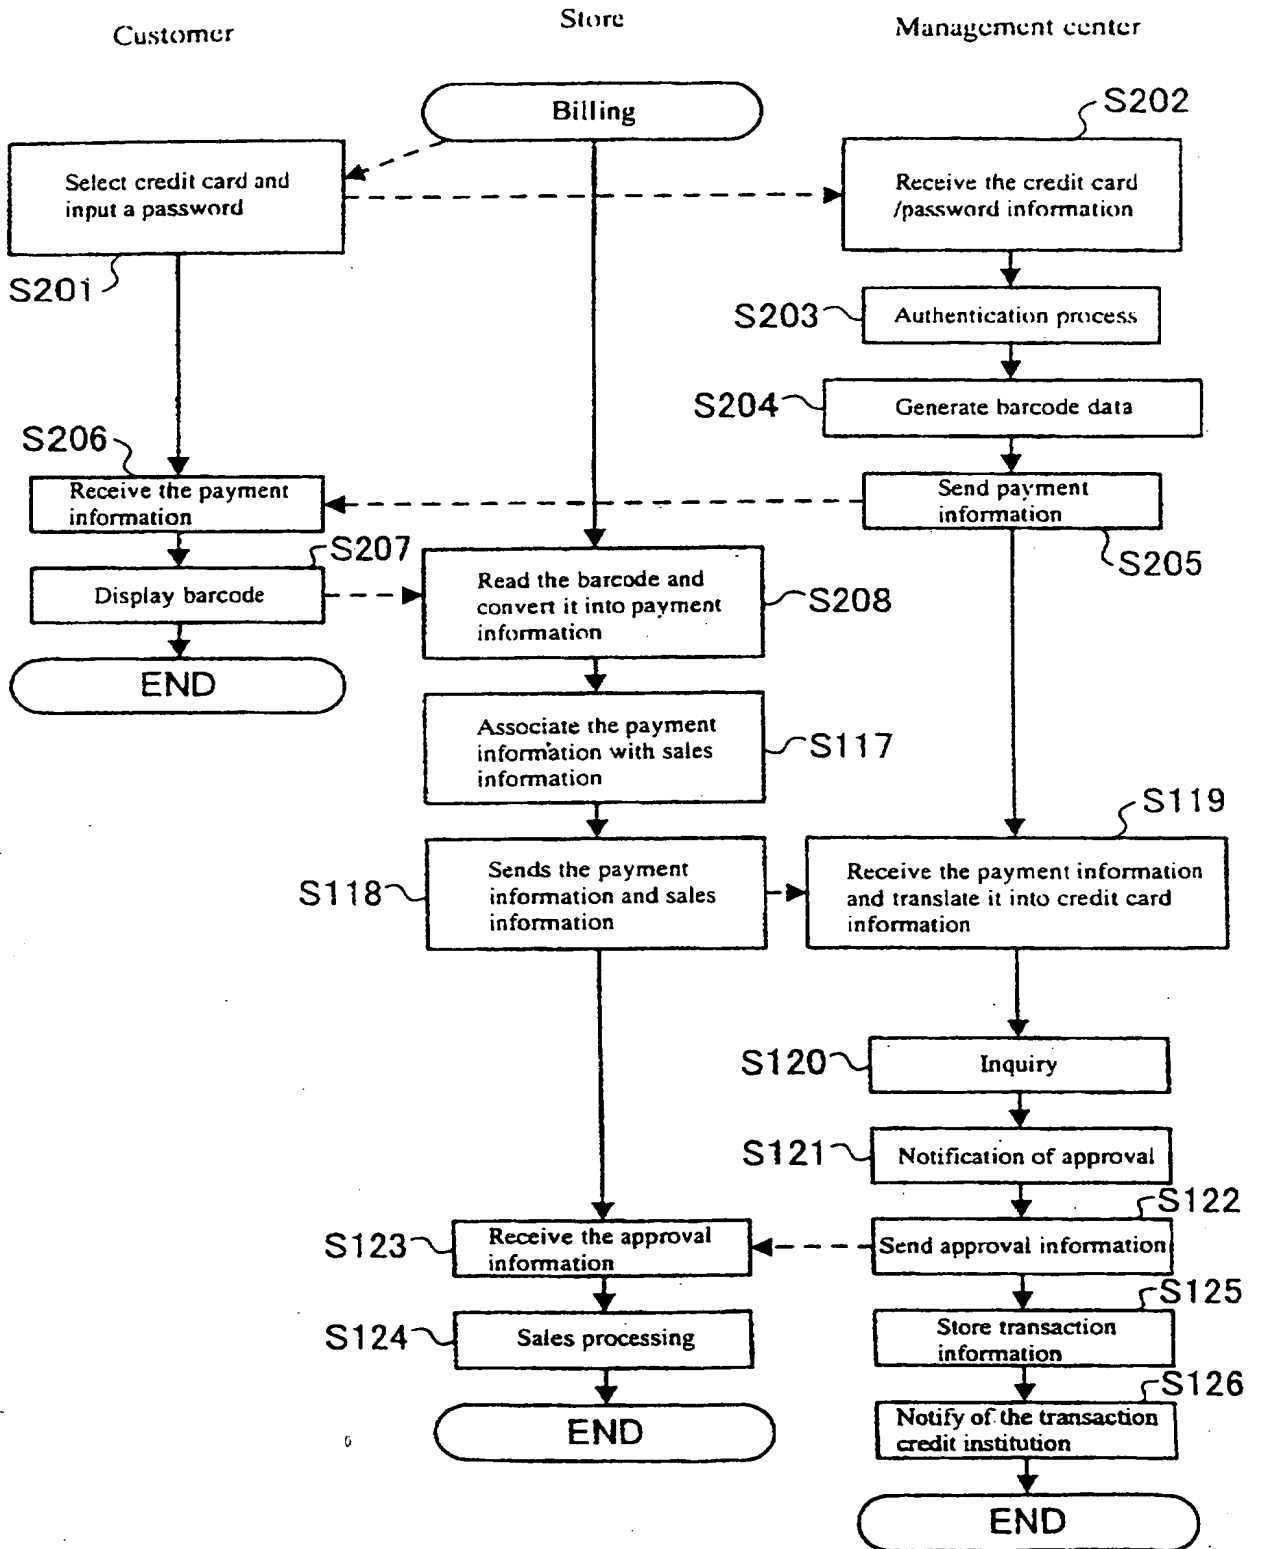 Customer
Store
Management center
Billing
S202
Select credit card and
input a password
Receive the credit card
/password information
S201
S203
Authentication process
S204
Generate barcode data
S206
Receive the payment
information
Send payment
information
S205
S207
Display barcode
Read the barcode and
convert it into payment
information
S208
END
Associate the payment
information with sales
information
S117
S119
S118
Sends the payment
information and sales
information
Receive the payment information
and translate it into credit card
information
S120
Inquiry
S121
Notification of approval
S122
S123
Receive the approval
information
Send approval information
S125
S124
Sales processing
Store transaction
information
S126
Notify of the transaction
credit institution
END
END